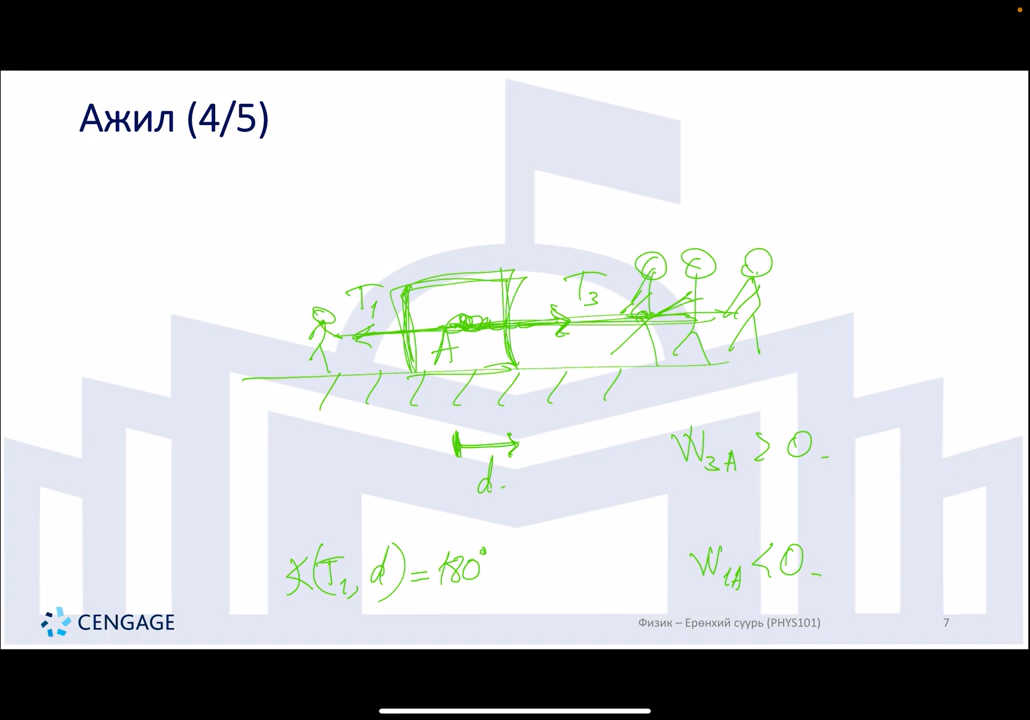 Ажил (4/5)
T₁
T₃
A
d.
W₃A > 0.
∡(T₁, d) = 180°
W₁A < 0.
CENGAGE
Физик – Ерөнхий суурь (PHYS101)
7